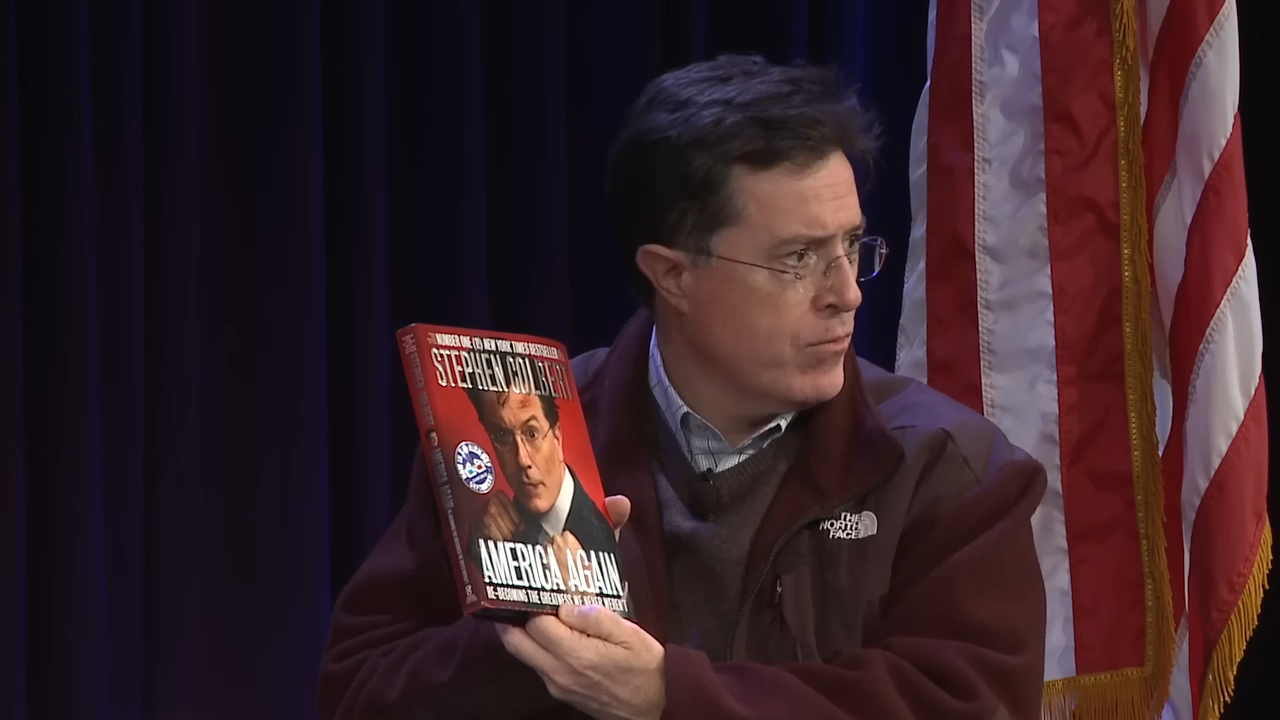 NUMBER ONE (1!) NEW YORK TIMES BESTSELLER
STEPHEN COLBERT
AMERICA AGAIN
RE-BECOMING THE GREATNESS WE NEVER WEREN'T
THE
NORTH
FACE